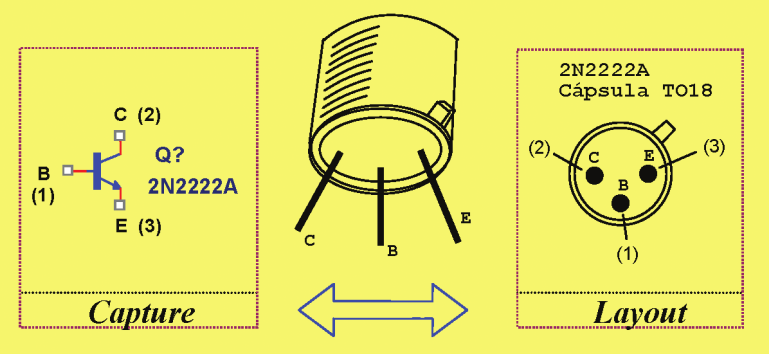 C (2)
Q?
B
(1)
2N2222A
E (3)
Capture
C
B
E
2N2222A
Cápsula TO18
(2)
C
E
(3)
B
(1)
Layout